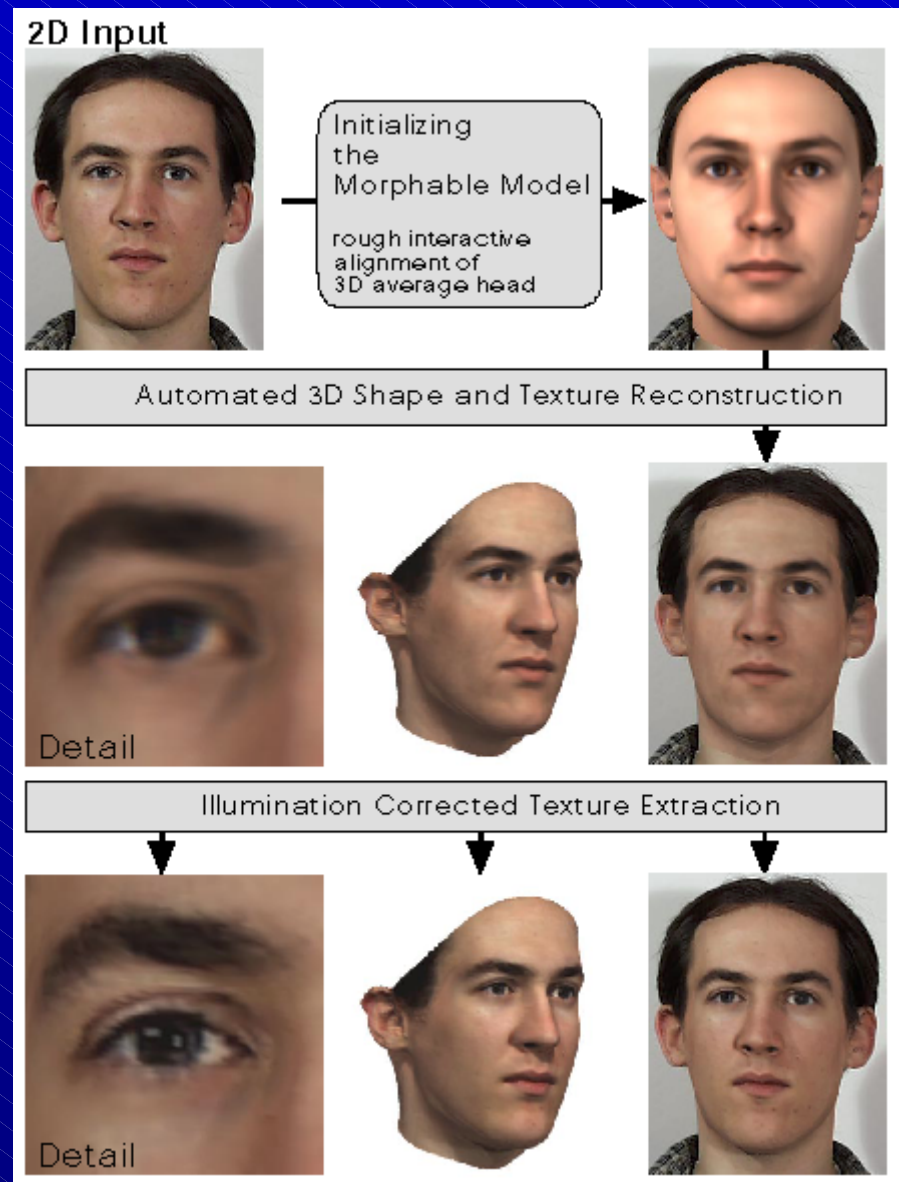 2D Input
Initializing
the
Morphable Model
rough interactive
alignment of
3D average head
Automated 3D Shape and Texture Reconstruction
Detail
Illumination Corrected Texture Extraction
Detail